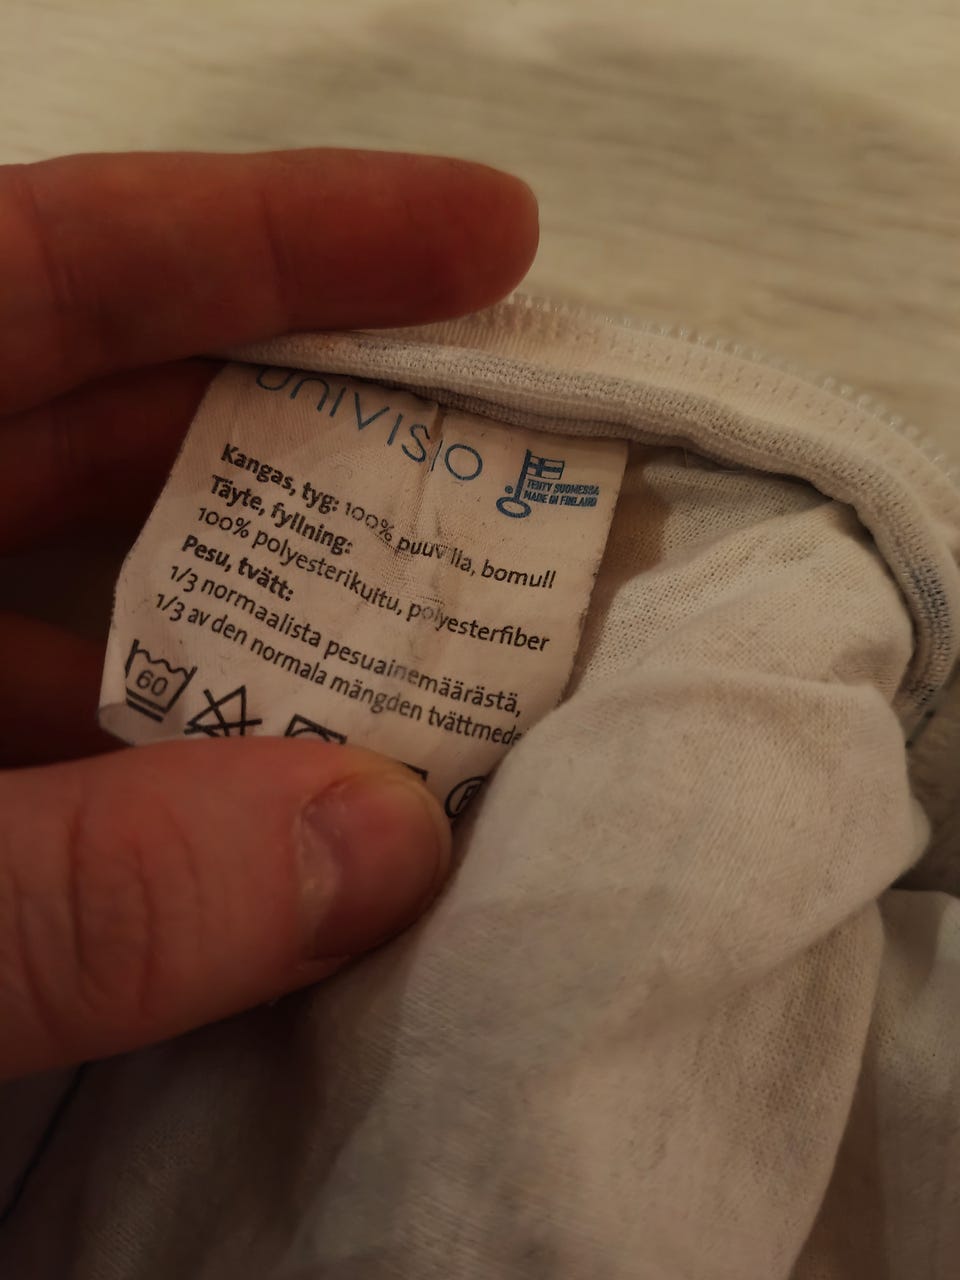 UNIVISIO
TEHTY SUOMESSA
MADE IN FINLAND
Kangas, tyg: 100% puuvilla, bomull
Täyte, fyllning:
100% polyesterikuitu, polyesterfiber
Pesu, tvätt:
1/3 normaalista pesuainemäärästä,
1/3 av den normala mängden tvättmede
60